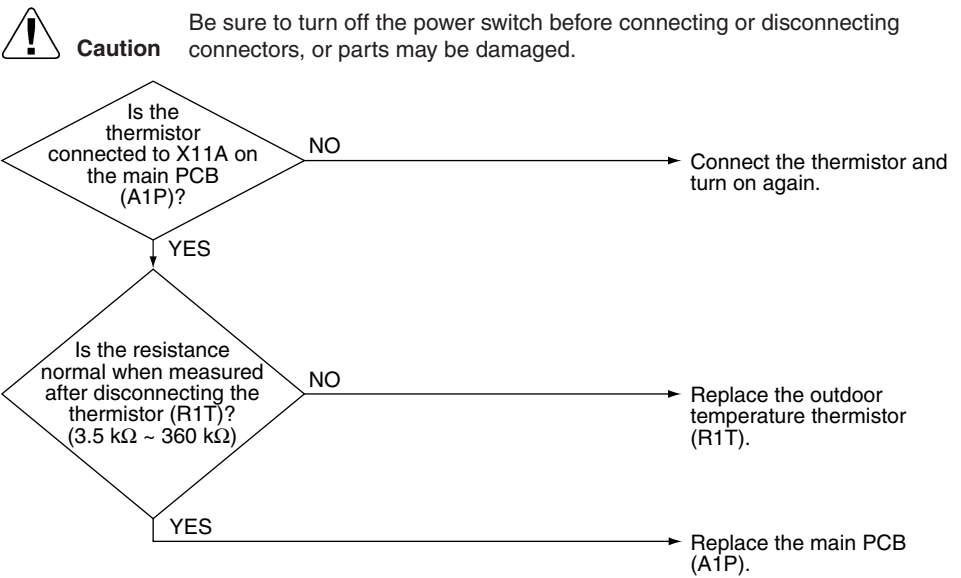 Caution
Be sure to turn off the power switch before connecting or disconnecting
connectors, or parts may be damaged.
Is the
thermistor
connected to X11A on
the main PCB
(A1P)?
NO
Connect the thermistor and
turn on again.
YES
Is the resistance
normal when measured
after disconnecting the
thermistor (R1T)?
(3.5 kΩ ~ 360 kΩ)
NO
Replace the outdoor
temperature thermistor
(R1T).
YES
Replace the main PCB
(A1P).